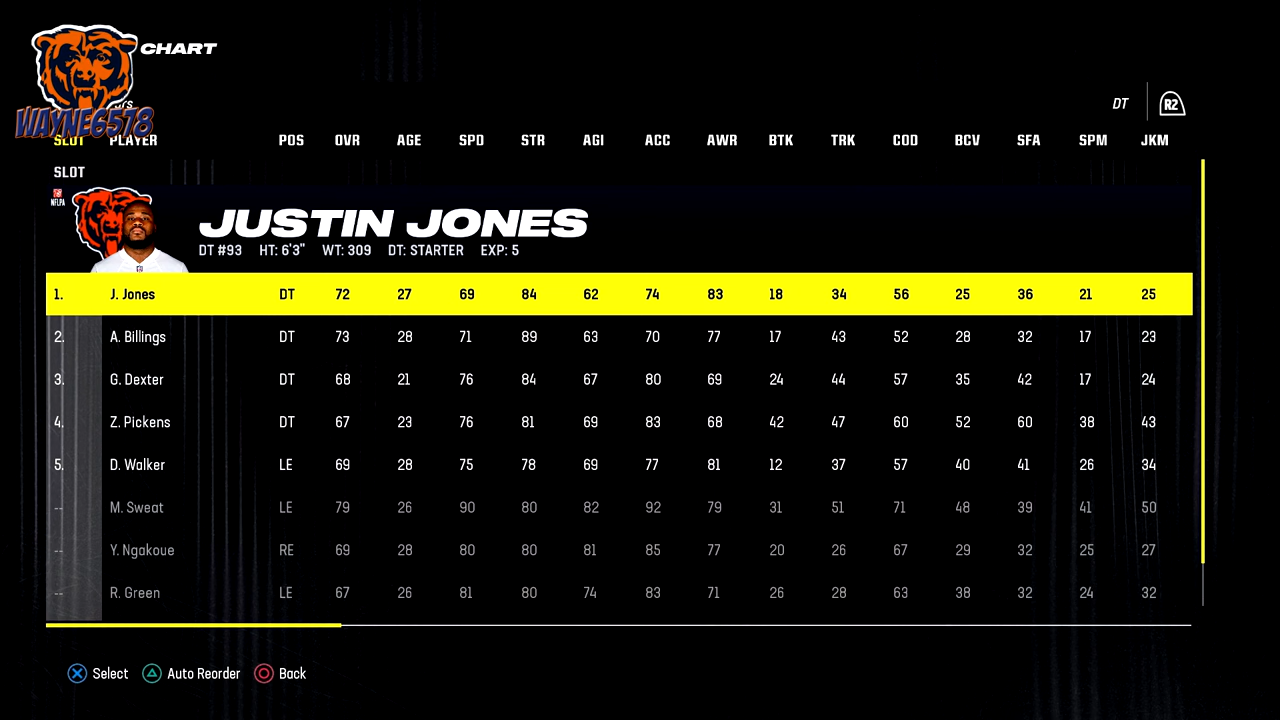 CHART
WAYNE6578
DT R2
SLOT PLAYER POS OVR AGE SPD STR AGI ACC AWR BTK TRK COD BCV SFA SPM JKM
SLOT
NFLPA
JUSTIN JONES
DT #93 HT: 6'3" WT: 309 DT: STARTER EXP: 5
1. J. Jones DT 72 27 69 84 62 74 83 18 34 56 25 36 21 25
2. A. Billings DT 73 28 71 89 63 70 77 17 43 52 28 32 17 23
3. G. Dexter DT 68 21 76 84 67 80 69 24 44 57 35 42 17 24
4. Z. Pickens DT 67 23 76 81 69 83 68 42 47 60 52 60 38 43
5. D. Walker LE 69 28 75 78 69 77 81 12 37 57 40 41 26 34
-- M. Sweat LE 79 26 90 80 82 92 79 31 51 71 48 39 41 50
-- Y. Ngakoue RE 69 28 80 80 81 85 77 20 26 67 29 32 25 27
-- R. Green LE 67 26 81 80 74 83 71 26 28 63 38 32 24 32
Select Auto Reorder Back